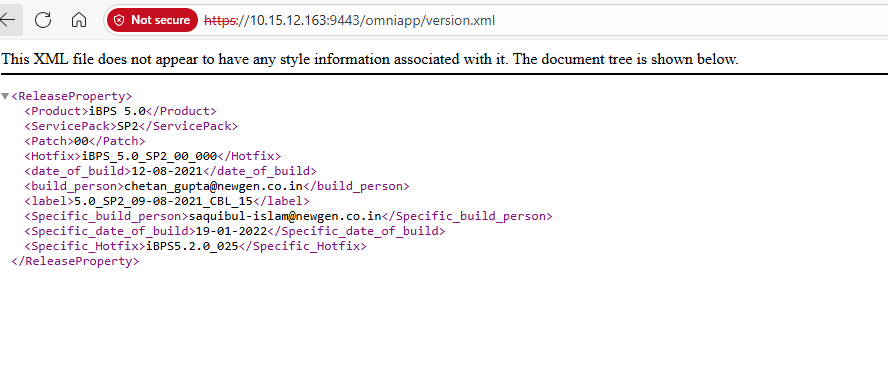 Not secure https://10.15.12.163:9443/omniapp/version.xml
This XML file does not appear to have any style information associated with it. The document tree is shown below.
▼<ReleaseProperty>
<Product>iBPS 5.0</Product>
<ServicePack>SP2</ServicePack>
<Patch>00</Patch>
<Hotfix>iBPS_5.0_SP2_00_000</Hotfix>
<date_of_build>12-08-2021</date_of_build>
<build_person>chetan_gupta@newgen.co.in</build_person>
<label>5.0_SP2_09-08-2021_CBL_15</label>
<Specific_build_person>saquibul-islam@newgen.co.in</Specific_build_person>
<Specific_date_of_build>19-01-2022</Specific_date_of_build>
<Specific_Hotfix>iBPS5.2.0_025</Specific_Hotfix>
</ReleaseProperty>